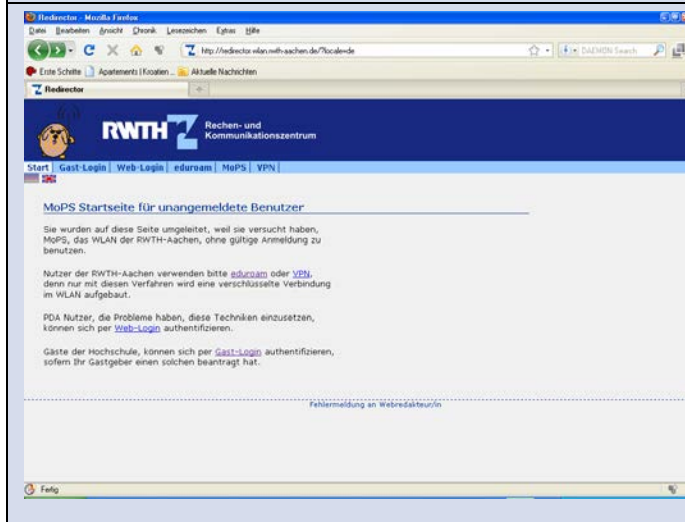 Redirector - Mozilla Firefox
Datei Bearbeiten Ansicht Chronik Lesezeichen Extras Hilfe
http://redirector.wlan.rwth-aachen.de/?locale=de
DAEMON Search
Erste Schritte Apartements | Kroatien ... Aktuelle Nachrichten
Redirector
RWTH Rechen- und
Kommunikationszentrum
Start Gast-Login Web-Login eduroam MoPS VPN
MoPS Startseite für unangemeldete Benutzer
Sie wurden auf diese Seite umgeleitet, weil sie versucht haben,
MoPS, das WLAN der RWTH-Aachen, ohne gültige Anmeldung zu
benutzen.
Nutzer der RWTH-Aachen verwenden bitte eduroam oder VPN,
denn nur mit diesen Verfahren wird eine verschlüsselte Verbindung
im WLAN aufgebaut.
PDA Nutzer, die Probleme haben, diese Techniken einzusetzen,
können sich per Web-Login authentifizieren.
Gäste der Hochschule, können sich per Gast-Login authentifizieren,
sofern Ihr Gastgeber einen solchen beantragt hat.
Fehlermeldung an Webredakteur/in
Fertig